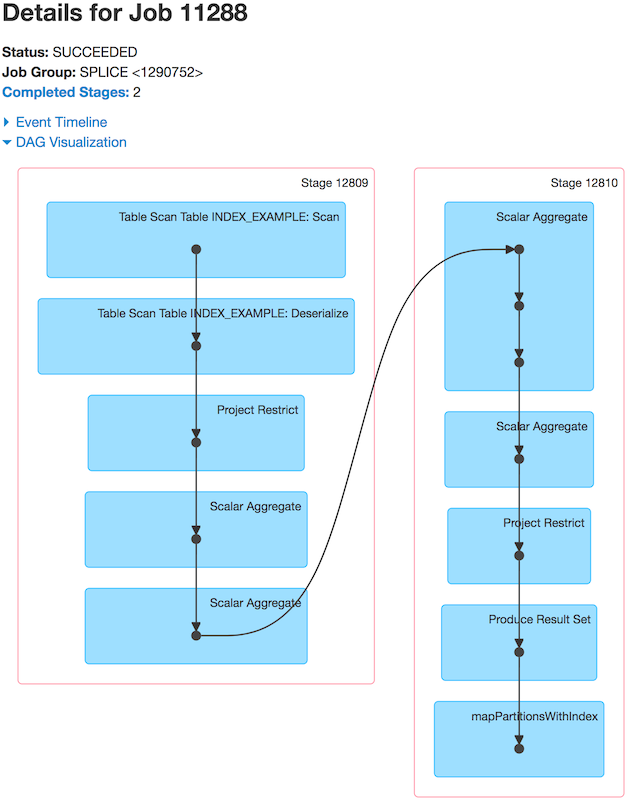 Details for Job 11288
Status: SUCCEEDED
Job Group: SPLICE <1290752>
Completed Stages: 2
Event Timeline
DAG Visualization
Stage 12809
Table Scan Table INDEX_EXAMPLE: Scan
Table Scan Table INDEX_EXAMPLE: Deserialize
Project Restrict
Scalar Aggregate
Scalar Aggregate
Stage 12810
Scalar Aggregate
Scalar Aggregate
Project Restrict
Produce Result Set
mapPartitionsWithIndex